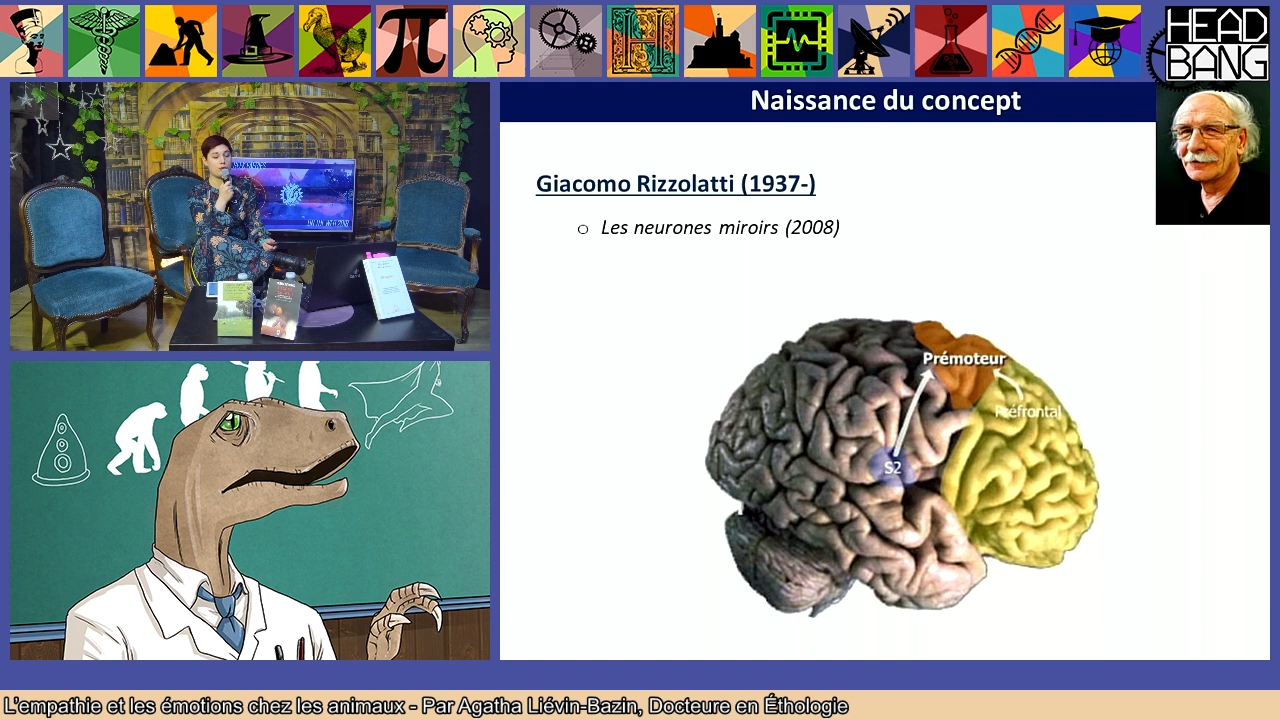 HEAD
BANG
Naissance du concept
Giacomo Rizzolatti (1937-)
o Les neurones miroirs (2008)
Prémoteur
Préfrontal
S2
L'empathie et les émotions chez les animaux - Par Agatha Liévin-Bazin, Docteure en Éthologie